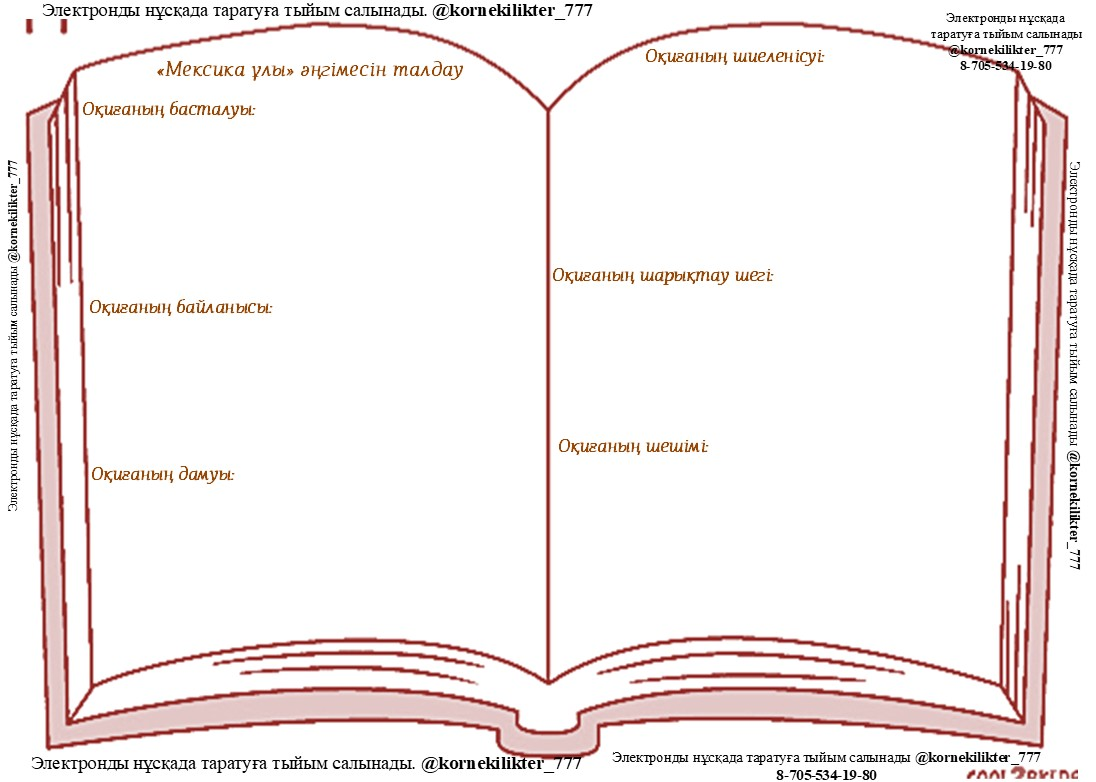 Электронды нұсқада таратуға тыйым салынады. @kornekilikter_777
Электронды нұсқада
таратуға тыйым салынады
@kornekilikter_777
8-705-534-19-80
«Мексика ұлы» әңгімесін талдау
Оқиғаның басталуы:
Оқиғаның байланысы:
Оқиғаның дамуы:
Оқиғаның шиеленісуі:
Оқиғаның шарықтау шегі:
Оқиғаның шешімі:
Электронды нұсқада таратуға тыйым салынады @kornekilikter_777
Электронды нұсқада таратуға тыйым салынады @kornekilikter_777
Электронды нұсқада таратуға тыйым салынады. @kornekilikter_777
Электронды нұсқада таратуға тыйым салынады @kornekilikter_777
8-705-534-19-80